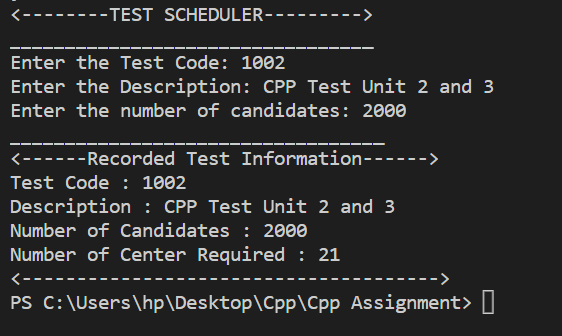 <--------TEST SCHEDULER--------->
_________________________________
Enter the Test Code: 1002
Enter the Description: CPP Test Unit 2 and 3
Enter the number of candidates: 2000
__________________________________
<------Recorded Test Information------>
Test Code : 1002
Description : CPP Test Unit 2 and 3
Number of Candidates : 2000
Number of Center Required : 21
<-------------------------------------->
PS C:\Users\hp\Desktop\Cpp\Cpp Assignment>